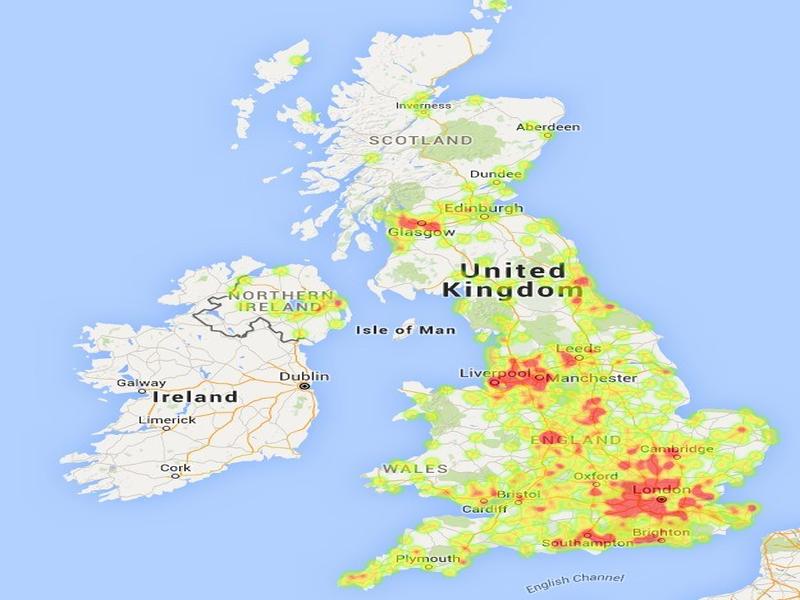 Inverness
SCOTLAND
Aberdeen
Dundee
Edinburgh
Glasgow
United
Kingdom
NORTHERN
IRELAND
Isle of Man
Leeds
Dublin
Liverpool
Manchester
Galway
Ireland
Limerick
ENGLAND
Cambridge
Cork
WALES
Oxford
London
Bristol
Cardiff
Brighton
Southampton
Plymouth
English Channel